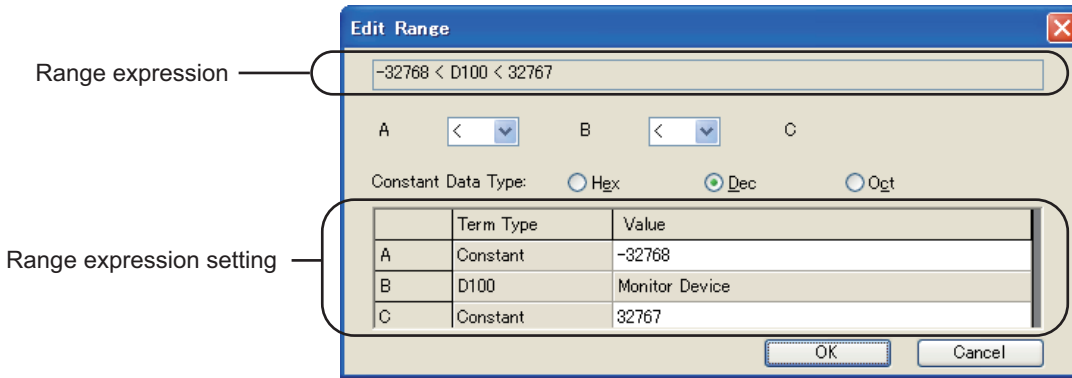 Edit Range
Range expression
-32768 < D100 < 32767
A < B < C
Constant Data Type: Hex Dec Oct
Term Type Value
A Constant -32768
Range expression setting
B D100 Monitor Device
C Constant 32767
OK Cancel